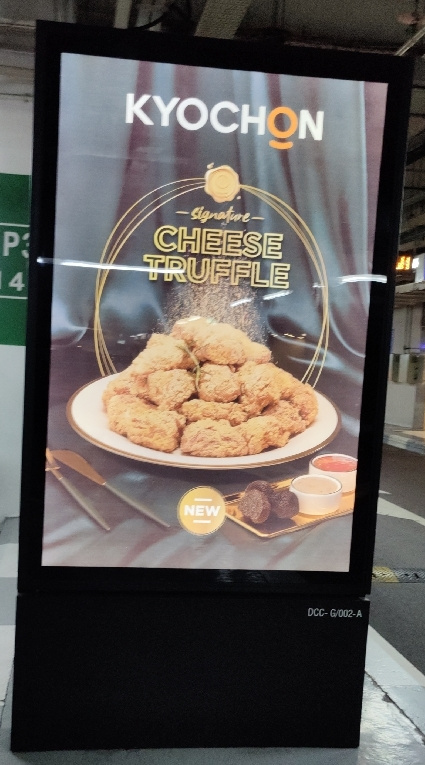 KYOCHON
signature
CHEESE
TRUFFLE
NEW
P3
14
DCC- G/002-A